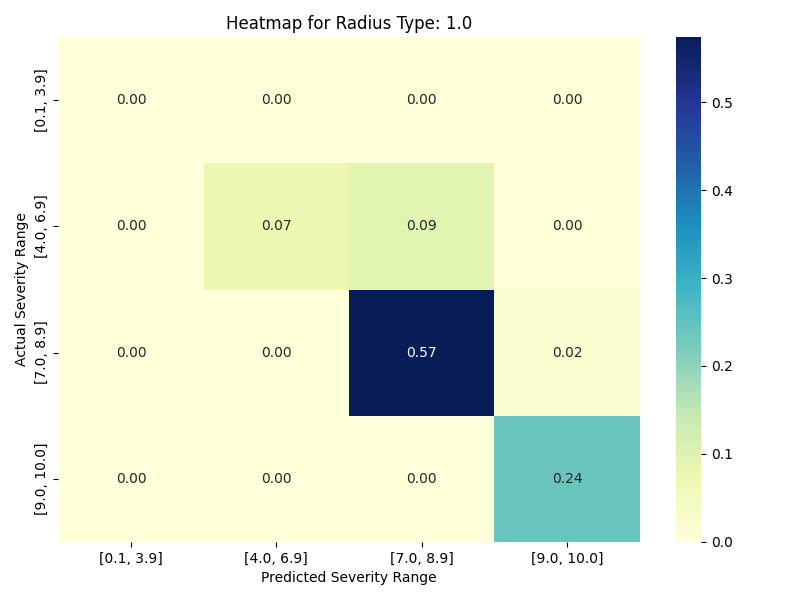 Heatmap for Radius Type: 1.0
Actual Severity Range
[0.1, 3.9]
0.00 0.00 0.00 0.00
[4.0, 6.9]
0.00 0.07 0.09 0.00
[7.0, 8.9]
0.00 0.00 0.57 0.02
[9.0, 10.0]
0.00 0.00 0.00 0.24
[0.1, 3.9] [4.0, 6.9] [7.0, 8.9] [9.0, 10.0]
Predicted Severity Range
0.5
0.4
0.3
0.2
0.1
0.0